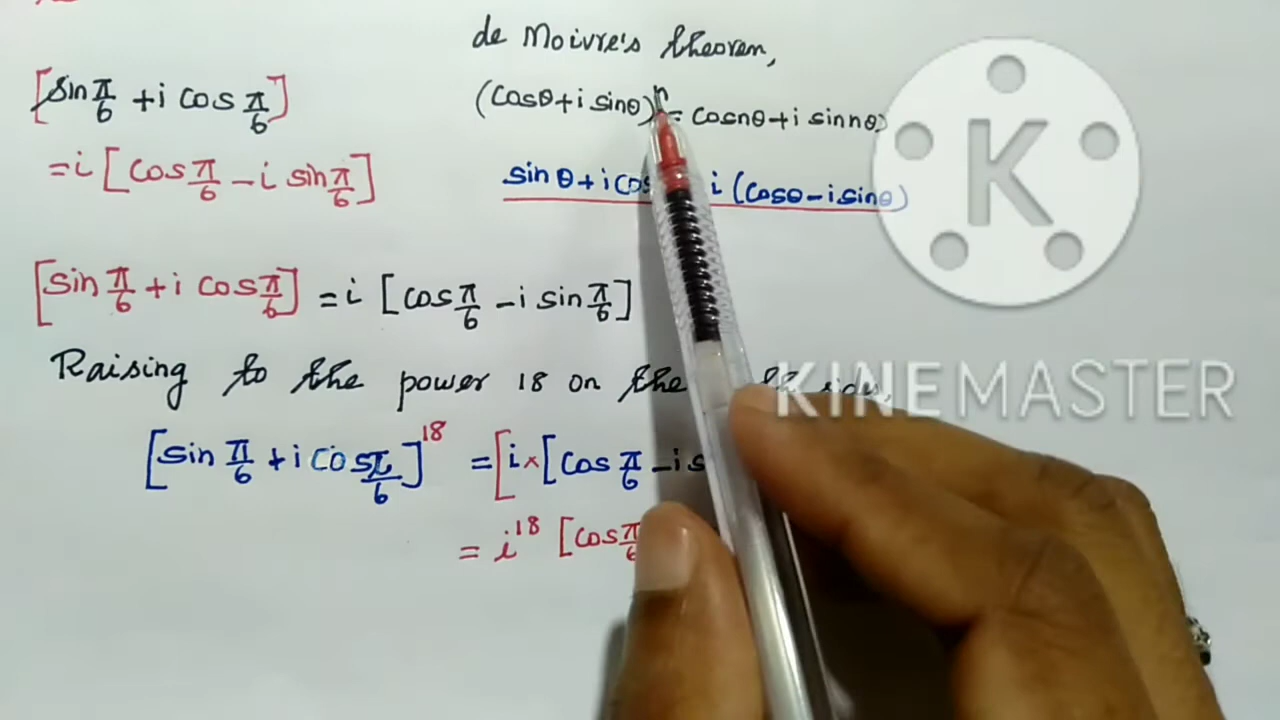 de Moivre's theorem,
[sin π/6 + i cos π/6]
(cosθ + i sinθ)ⁿ = cosnθ + i sinnθ
= i [cos π/6 - i sin π/6]
sinθ + i cos i (cosθ - i sinθ)
[sin π/6 + i cos π/6] = i [cos π/6 - i sin π/6]
Raising to the power 18 on the
KINEMASTER
[sin π/6 + i cos π/6]¹⁸ = [i × [cos π/6 - i s
= i¹⁸ [cos π/6
K